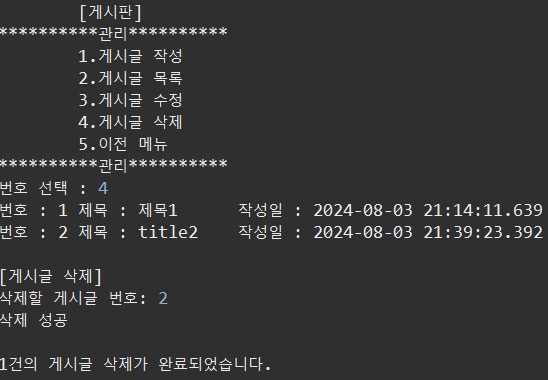 [게시판]
**********관리**********
1.게시글 작성
2.게시글 목록
3.게시글 수정
4.게시글 삭제
5.이전 메뉴
**********관리**********
번호 선택 : 4
번호 : 1 제목 : 제목1 작성일 : 2024-08-03 21:14:11.639
번호 : 2 제목 : title2 작성일 : 2024-08-03 21:39:23.392
[게시글 삭제]
삭제할 게시글 번호: 2
삭제 성공
1건의 게시글 삭제가 완료되었습니다.